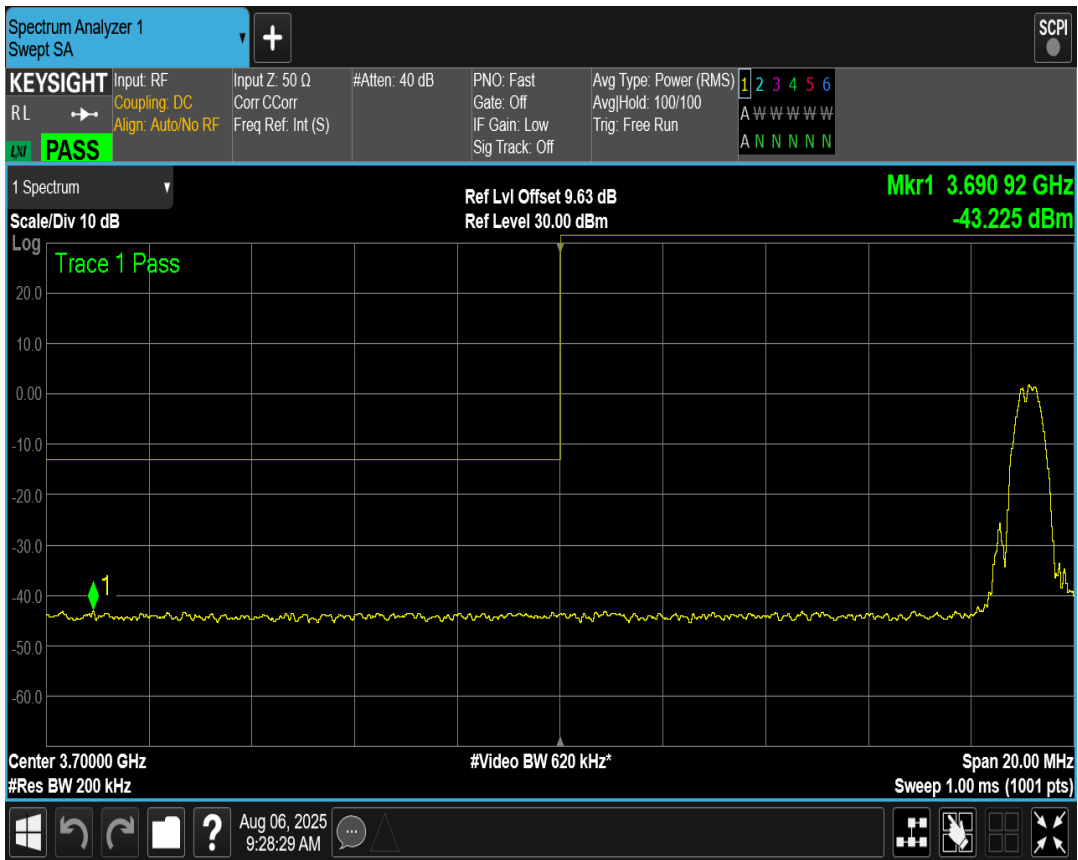 Spectrum Analyzer 1
Swept SA
+
SCPI
KEYSIGHT
RL
LXI PASS
Input: RF
Coupling: DC
Align: Auto/No RF
Input Z: 50 Ω
Corr CCorr
Freq Ref: Int (S)
#Atten: 40 dB
PNO: Fast
Gate: Off
IF Gain: Low
Sig Track: Off
Avg Type: Power (RMS)
Avg|Hold: 100/100
Trig: Free Run
1 2 3 4 5 6
A W W W W W
A N N N N N
1 Spectrum
Scale/Div 10 dB
Ref Lvl Offset 9.63 dB
Ref Level 30.00 dBm
Mkr1 3.690 92 GHz
-43.225 dBm
Log
Trace 1 Pass
20.0
10.0
0.00
-10.0
-20.0
-30.0
-40.0
1
-50.0
-60.0
Center 3.70000 GHz
#Res BW 200 kHz
#Video BW 620 kHz*
Span 20.00 MHz
Sweep 1.00 ms (1001 pts)
?
Aug 06, 2025
9:28:29 AM